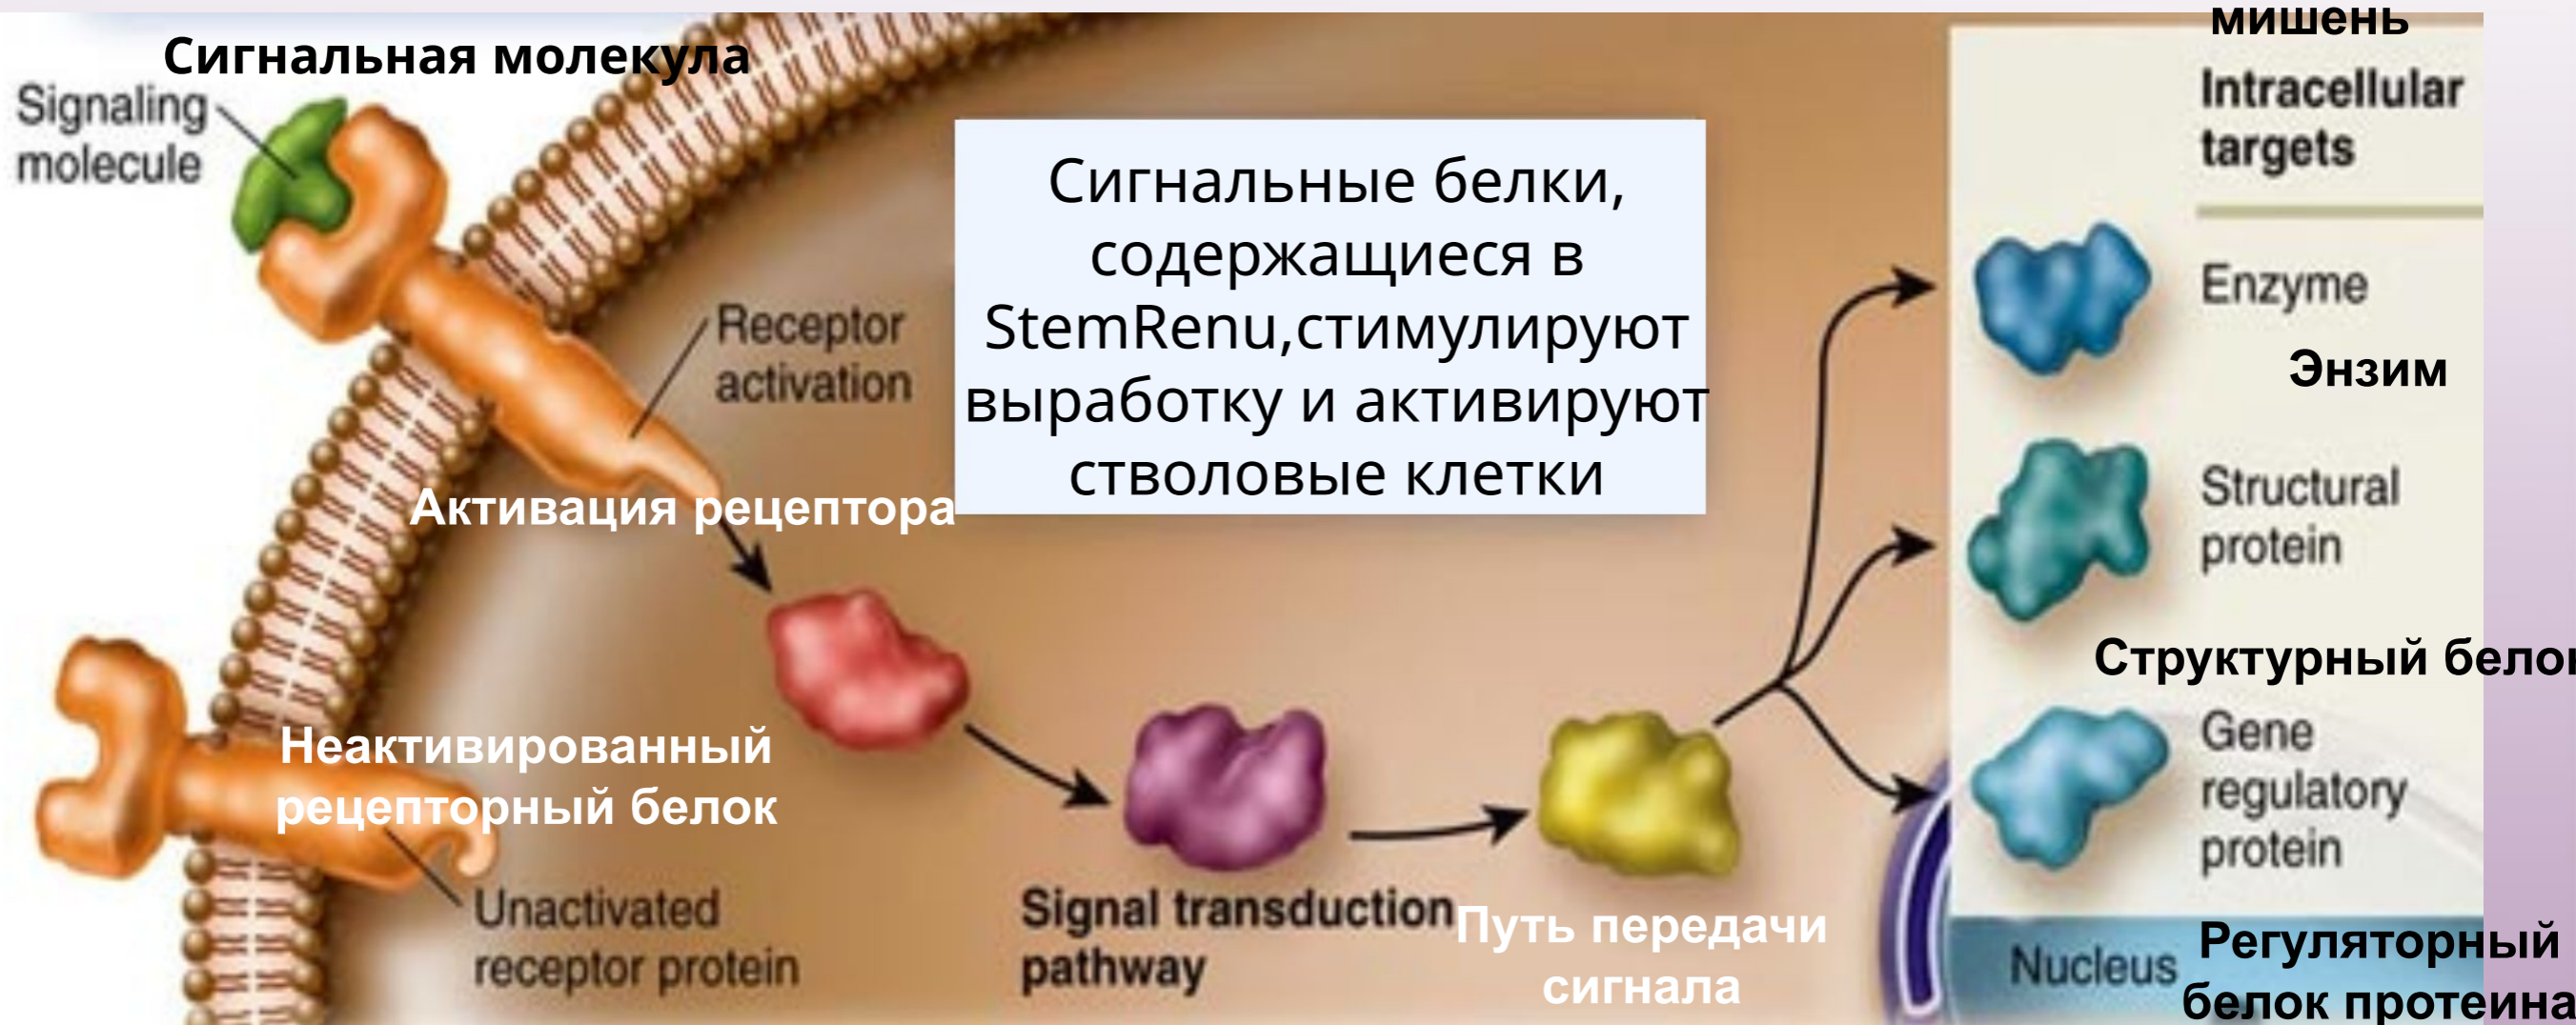 мишень
Сигнальная молекула
Signaling
molecule
Intracellular
targets
Сигнальные белки,
содержащиеся в
StemRenu,стимулируют
выработку и активируют
стволовые клетки
Enzyme
Энзим
Receptor
activation
Активация рецептора
Structural
protein
Структурный белок
Неактивированный
рецепторный белок
Gene
regulatory
protein
Unactivated
receptor protein
Signal transduction
pathway
Путь передачи
сигнала
Nucleus
Регуляторный
белок протеина